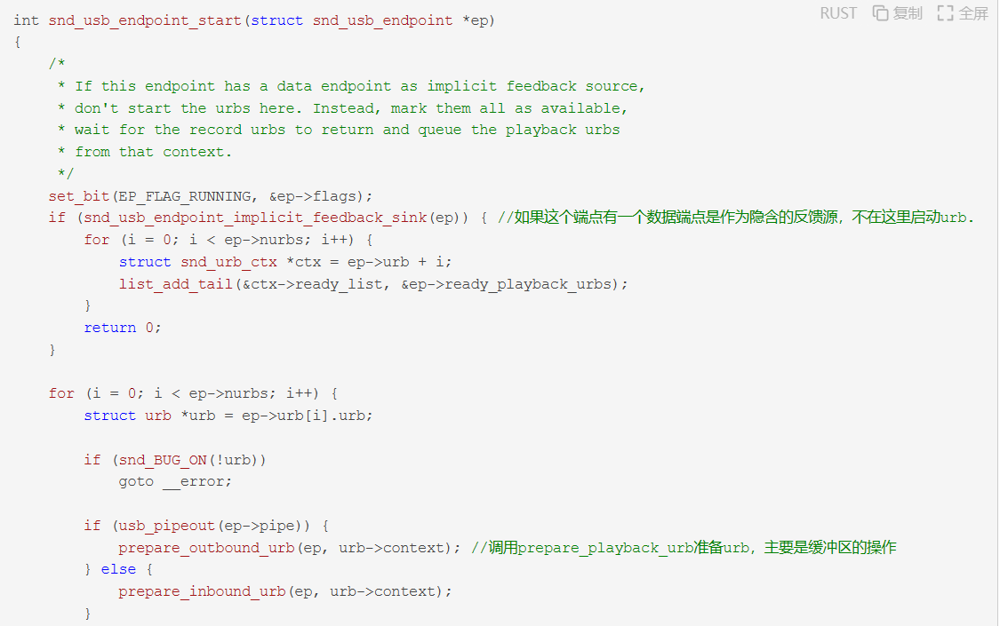 RUST 复制 全屏
int snd_usb_endpoint_start(struct snd_usb_endpoint *ep)
{
    /*
     * If this endpoint has a data endpoint as implicit feedback source,
     * don't start the urbs here. Instead, mark them all as available,
     * wait for the record urbs to return and queue the playback urbs
     * from that context.
     */
    set_bit(EP_FLAG_RUNNING, &ep->flags);
    if (snd_usb_endpoint_implicit_feedback_sink(ep)) { //如果这个端点有一个数据端点是作为隐含的反馈源，不在这里启动urb.
        for (i = 0; i < ep->nurbs; i++) {
            struct snd_urb_ctx *ctx = ep->urb + i;
            list_add_tail(&ctx->ready_list, &ep->ready_playback_urbs);
        }
        return 0;
    }

    for (i = 0; i < ep->nurbs; i++) {
        struct urb *urb = ep->urb[i].urb;

        if (snd_BUG_ON(!urb))
            goto __error;

        if (usb_pipeout(ep->pipe)) {
            prepare_outbound_urb(ep, urb->context); //调用prepare_playback_urb准备urb，主要是缓冲区的操作
        } else {
            prepare_inbound_urb(ep, urb->context);
        }